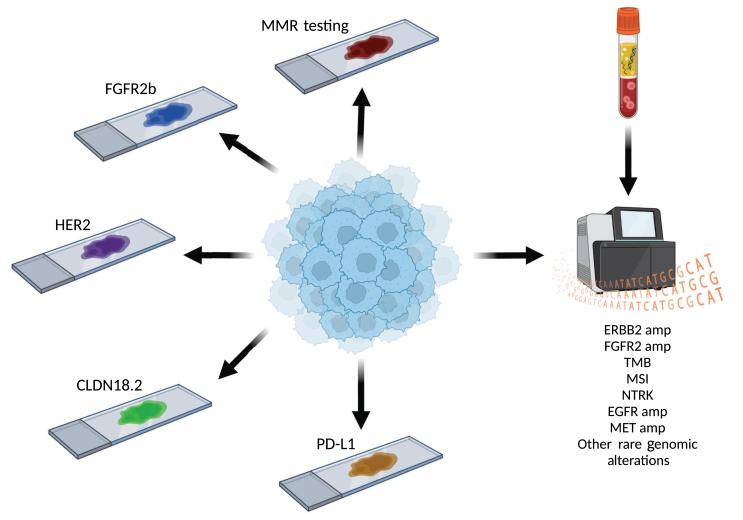 MMR testing
FGFR2b
HER2
CLDN18.2
PD-L1
ERBB2 amp
FGFR2 amp
TMB
MSI
NTRK
EGFR amp
MET amp
Other rare genomic
alterations